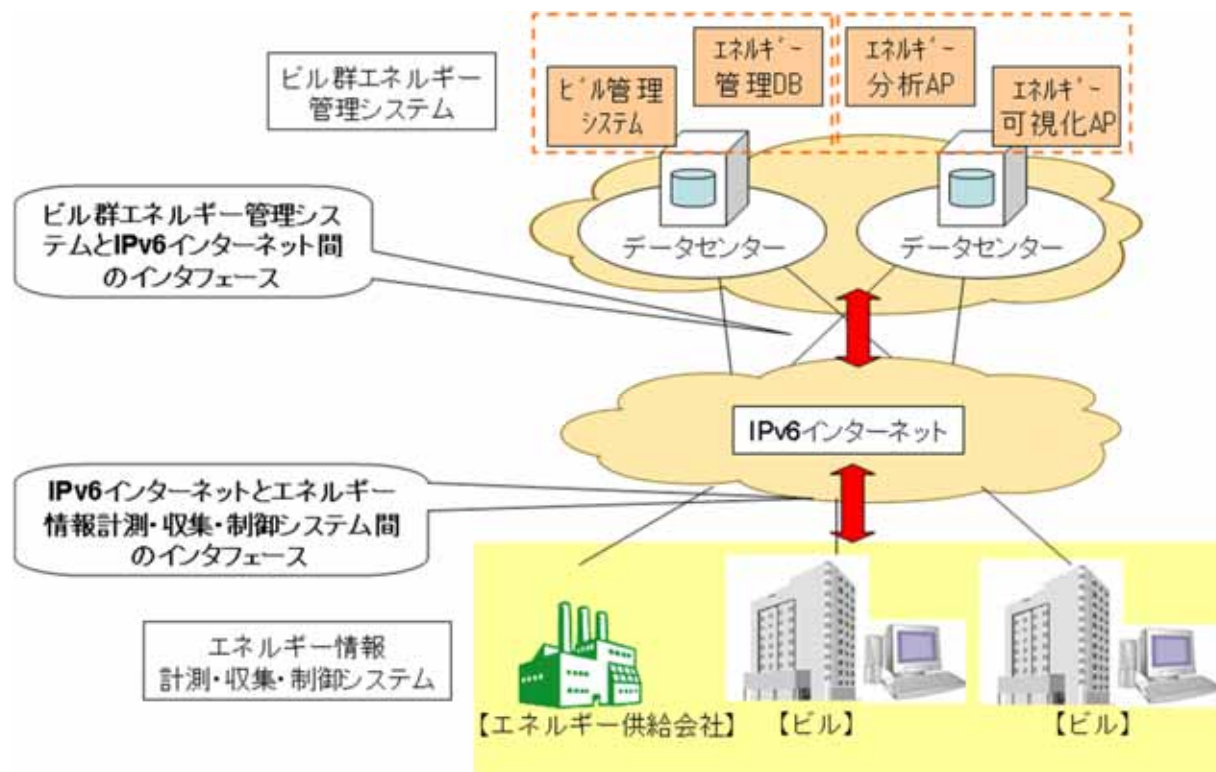 ビル群エネルギー
管理システム
ビル管理
システム
エネルギー
管理DB
エネルギー
分析AP
エネルギー
可視化AP
データセンター
データセンター
ビル群エネルギー管理シス
テムとIPv6インターネット間
のインタフェース
IPv6インターネット
IPv6インターネットとエネルギー
情報計測・収集・制御システム間
のインタフェース
エネルギー情報
計測・収集・制御システム
【エネルギー供給会社】
【ビル】
【ビル】